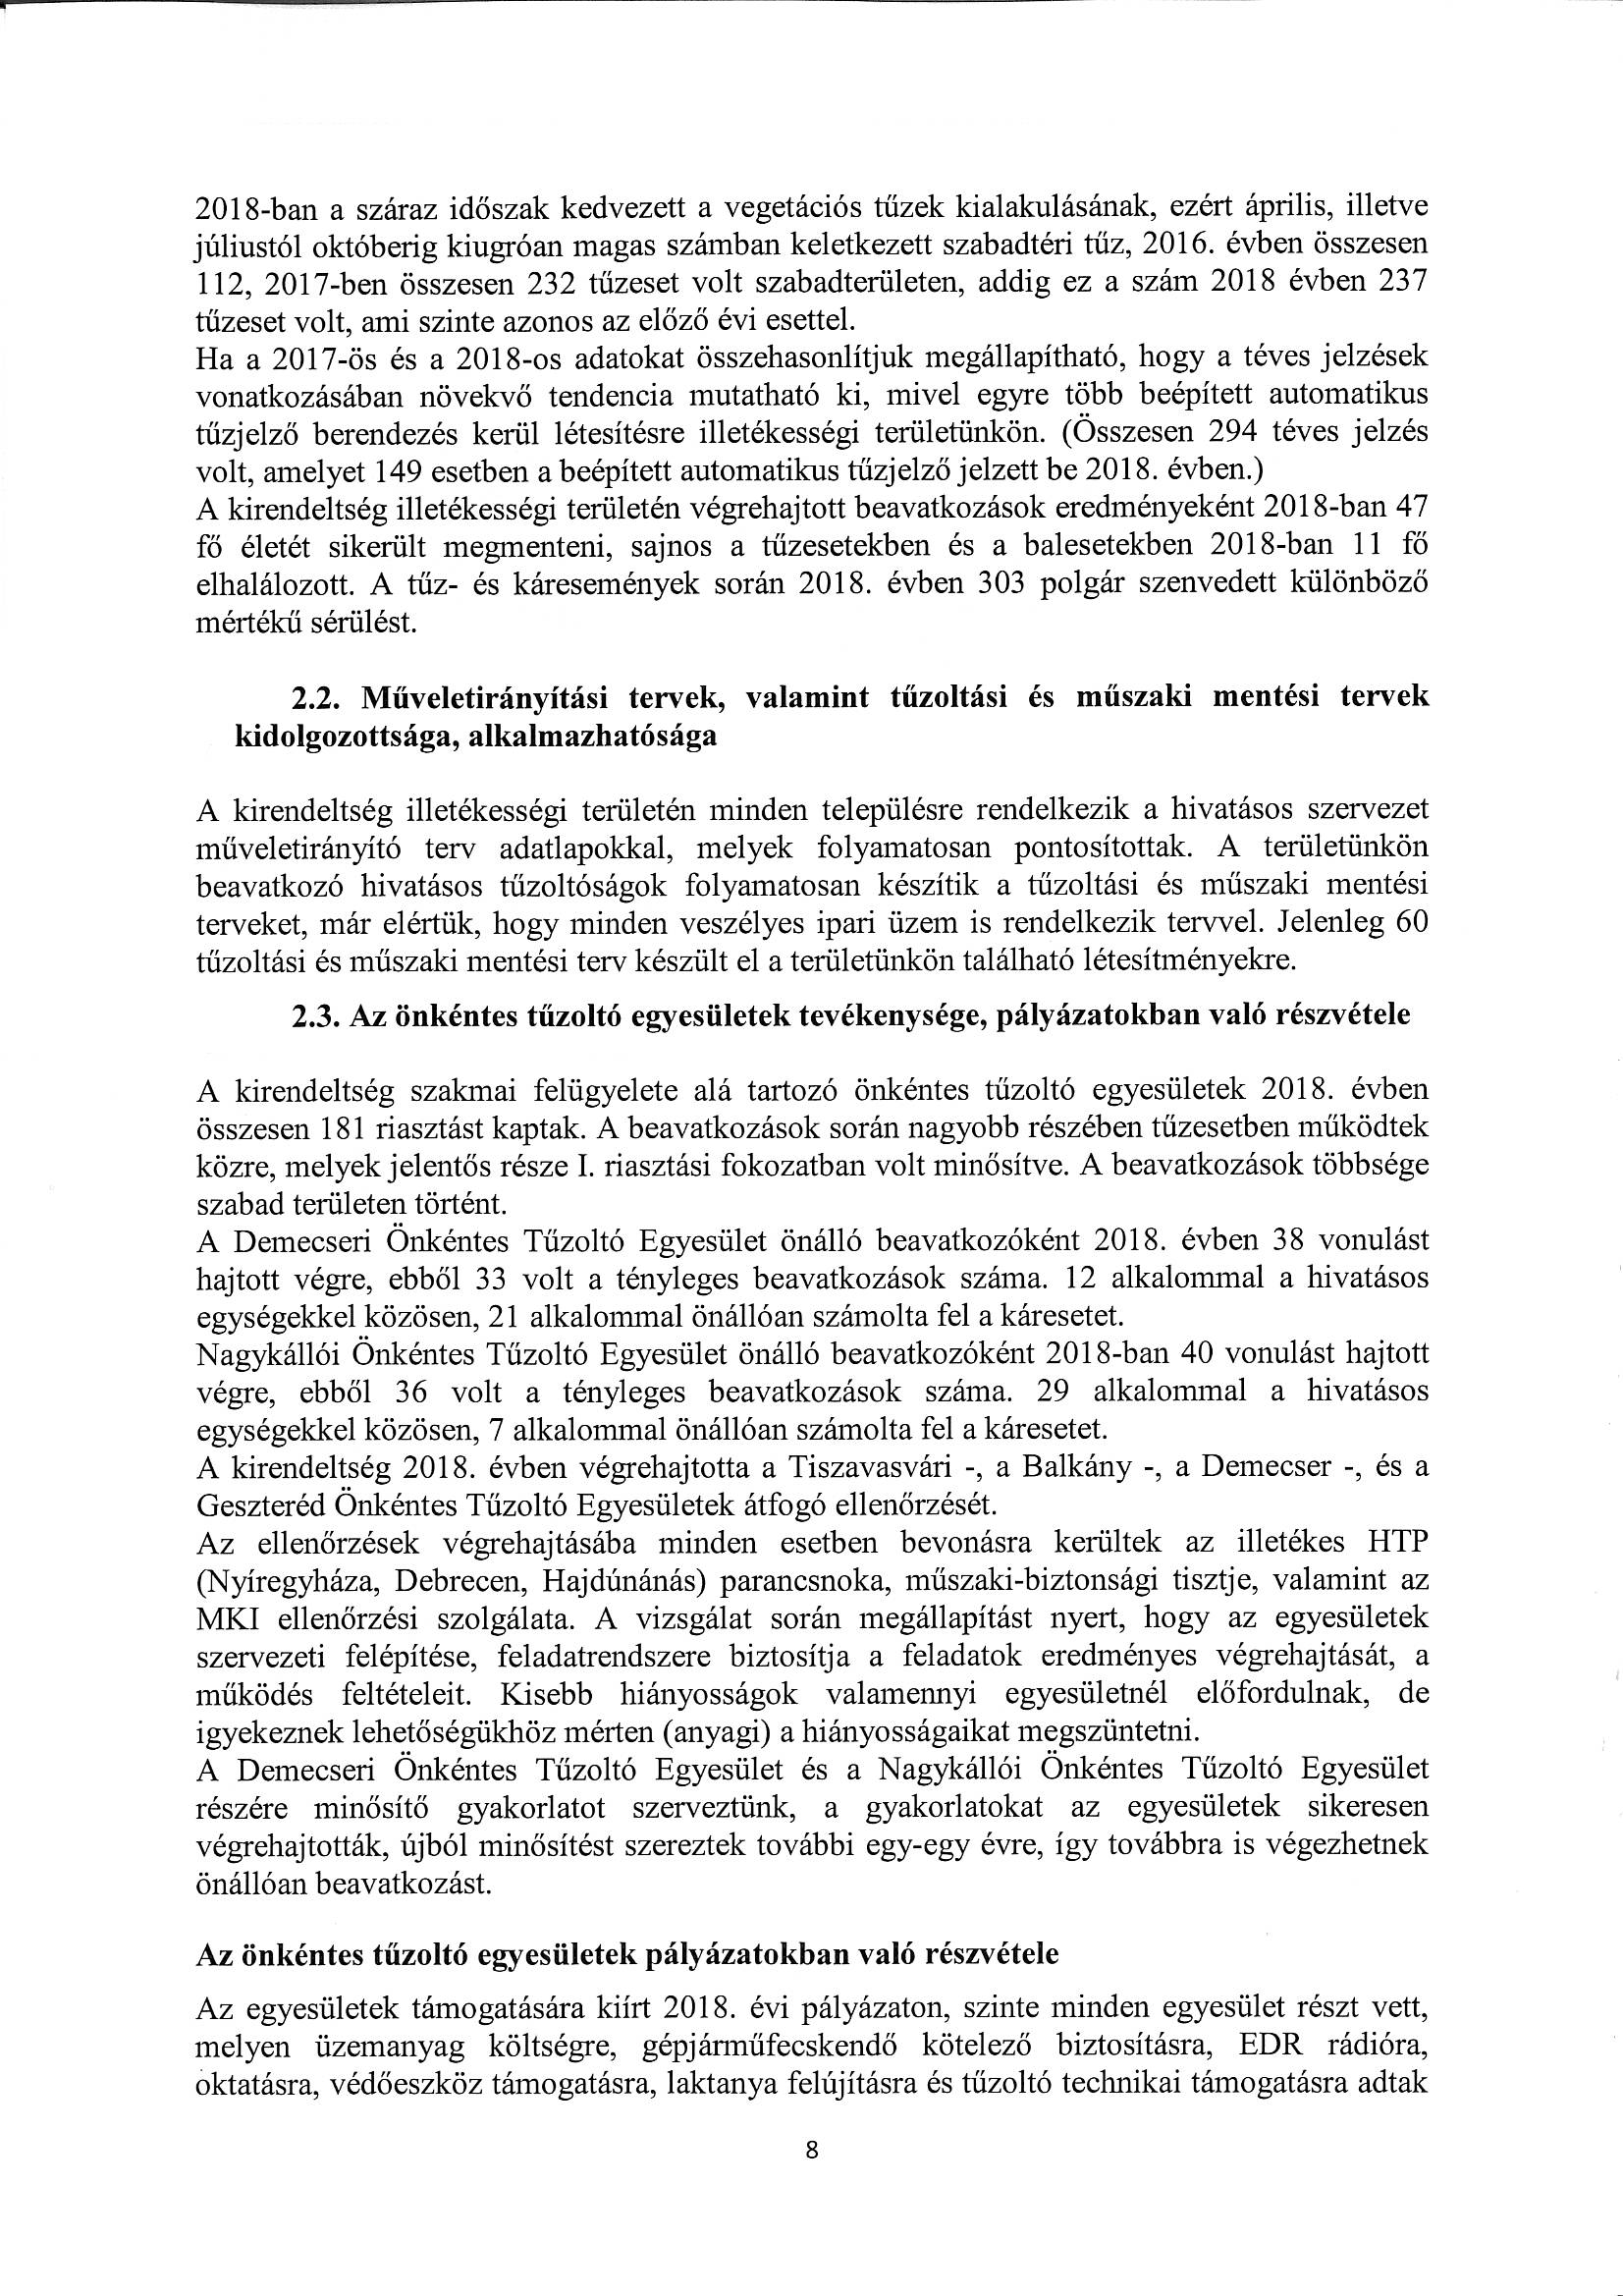 2018-ban a száraz időszak kedvezett a vegetációs tűzek kialakulásának, ezért április, illetve
júliustól októberig kiugróan magas számban keletkezett szabadtéri tűz, 2016. évben összesen
112, 2017-ben összesen 232 tűzeset volt szabadterületen, addig ez a szám 2018 évben 237
tűzeset volt, ami szinte azonos az előző évi esettel.
Ha a 2017-ös és a 2018-os adatokat összehasonlítjuk megállapítható, hogy a téves jelzések
vonatkozásában növekvő tendencia mutatható ki, mivel egyre több beépített automatikus
tűzjelző berendezés kerül létesítésre illetékességi területünkön. (Összesen 294 téves jelzés
volt, amelyet 149 esetben a beépített automatikus tűzjelző jelzett be 2018. évben.)
A kirendeltség illetékességi területén végrehajtott beavatkozások eredményeként 2018-ban 47
fő életét sikerült megmenteni, sajnos a tűzesetekben és a balesetekben 2018-ban 11 fő
elhalálozott. A tűz- és káresemények során 2018. évben 303 polgár szenvedett különböző
mértékű sérülést.
2.2. Műveletirányítási tervek, valamint tűzoltási és műszaki mentési tervek
kidolgozottsága, alkalmazhatósága
A kirendeltség illetékességi területén minden településre rendelkezik a hivatásos szervezet
műveletirányító terv adatlapokkal, melyek folyamatosan pontosítottak. A területünkön
beavatkozó hivatásos tűzoltóságok folyamatosan készítik a tűzoltási és műszaki mentési
terveket, már elértük, hogy minden veszélyes ipari üzem is rendelkezik tervvel. Jelenleg 60
tűzoltási és műszaki mentési terv készült el a területünkön található létesítményekre.
2.3. Az önkéntes tűzoltó egyesületek tevékenysége, pályázatokban való részvétele
A kirendeltség szakmai felügyelete alá tartozó önkéntes tűzoltó egyesületek 2018. évben
összesen 181 riasztást kaptak. A beavatkozások során nagyobb részében tűzesetben működtek
közre, melyek jelentős része I. riasztási fokozatban volt minősítve. A beavatkozások többsége
szabad területen történt.
A Demecseri Önkéntes Tűzoltó Egyesület önálló beavatkozóként 2018. évben 38 vonulást
hajtott végre, ebből 33 volt a tényleges beavatkozások száma. 12 alkalommal a hivatásos
egységekkel közösen, 21 alkalommal önállóan számolta fel a káresetet.
Nagykállói Önkéntes Tűzoltó Egyesület önálló beavatkozóként 2018-ban 40 vonulást hajtott
végre, ebből 36 volt a tényleges beavatkozások száma. 29 alkalommal a hivatásos
egységekkel közösen, 7 alkalommal önállóan számolta fel a káresetet.
A kirendeltség 2018. évben végrehajtotta a Tiszavasvári -, a Balkány -, a Demecser -, és a
Geszteréd Önkéntes Tűzoltó Egyesületek átfogó ellenőrzését.
Az ellenőrzések végrehajtásába minden esetben bevonásra kerültek az illetékes HTP
(Nyíregyháza, Debrecen, Hajdúnánás) parancsnoka, műszaki-biztonsági tisztje, valamint az
MKI ellenőrzési szolgálata. A vizsgálat során megállapítást nyert, hogy az egyesületek
szervezeti felépítése, feladatrendszere biztosítja a feladatok eredményes végrehajtását, a
működés feltételeit. Kisebb hiányosságok valamennyi egyesületnél előfordulnak, de
igyekeznek lehetőségükhöz mérten (anyagi) a hiányosságaikat megszüntetni.
A Demecseri Önkéntes Tűzoltó Egyesület és a Nagykállói Önkéntes Tűzoltó Egyesület
részére minősítő gyakorlatot szerveztünk, a gyakorlatokat az egyesületek sikeresen
végrehajtották, újból minősítést szereztek további egy-egy évre, így továbbra is végezhetnek
önállóan beavatkozást.
Az önkéntes tűzoltó egyesületek pályázatokban való részvétele
Az egyesületek támogatására kiírt 2018. évi pályázaton, szinte minden egyesület részt vett,
melyen üzemanyag költségre, gépjárműfecskendő kötelező biztosításra, EDR rádióra,
oktatásra, védőeszköz támogatásra, laktanya felújításra és tűzoltó technikai támogatásra adtak
8